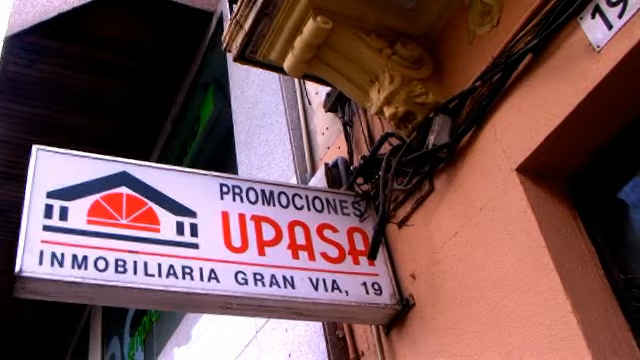 PROMOCIONES
UPASA
INMOBILIARIA GRAN VIA, 19
19